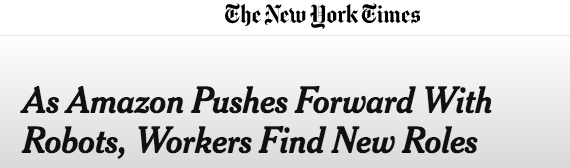 The New York Times
As Amazon Pushes Forward With
Robots, Workers Find New Roles